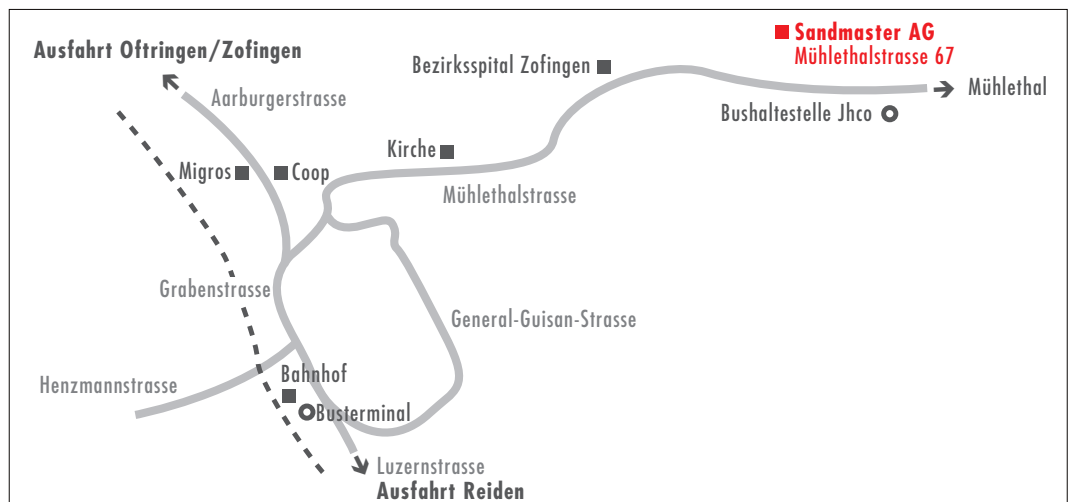 Sandmaster AG
Mühlethalstrasse 67
Ausfahrt Oftringen/Zofingen
Bezirksspital Zofingen
Mühlethal
Aarburgerstrasse
Bushaltestelle Jhco
Kirche
Migros
Coop
Mühlethalstrasse
Grabenstrasse
General-Guisan-Strasse
Bahnhof
Henzmannstrasse
Busterminal
Luzernstrasse
Ausfahrt Reiden